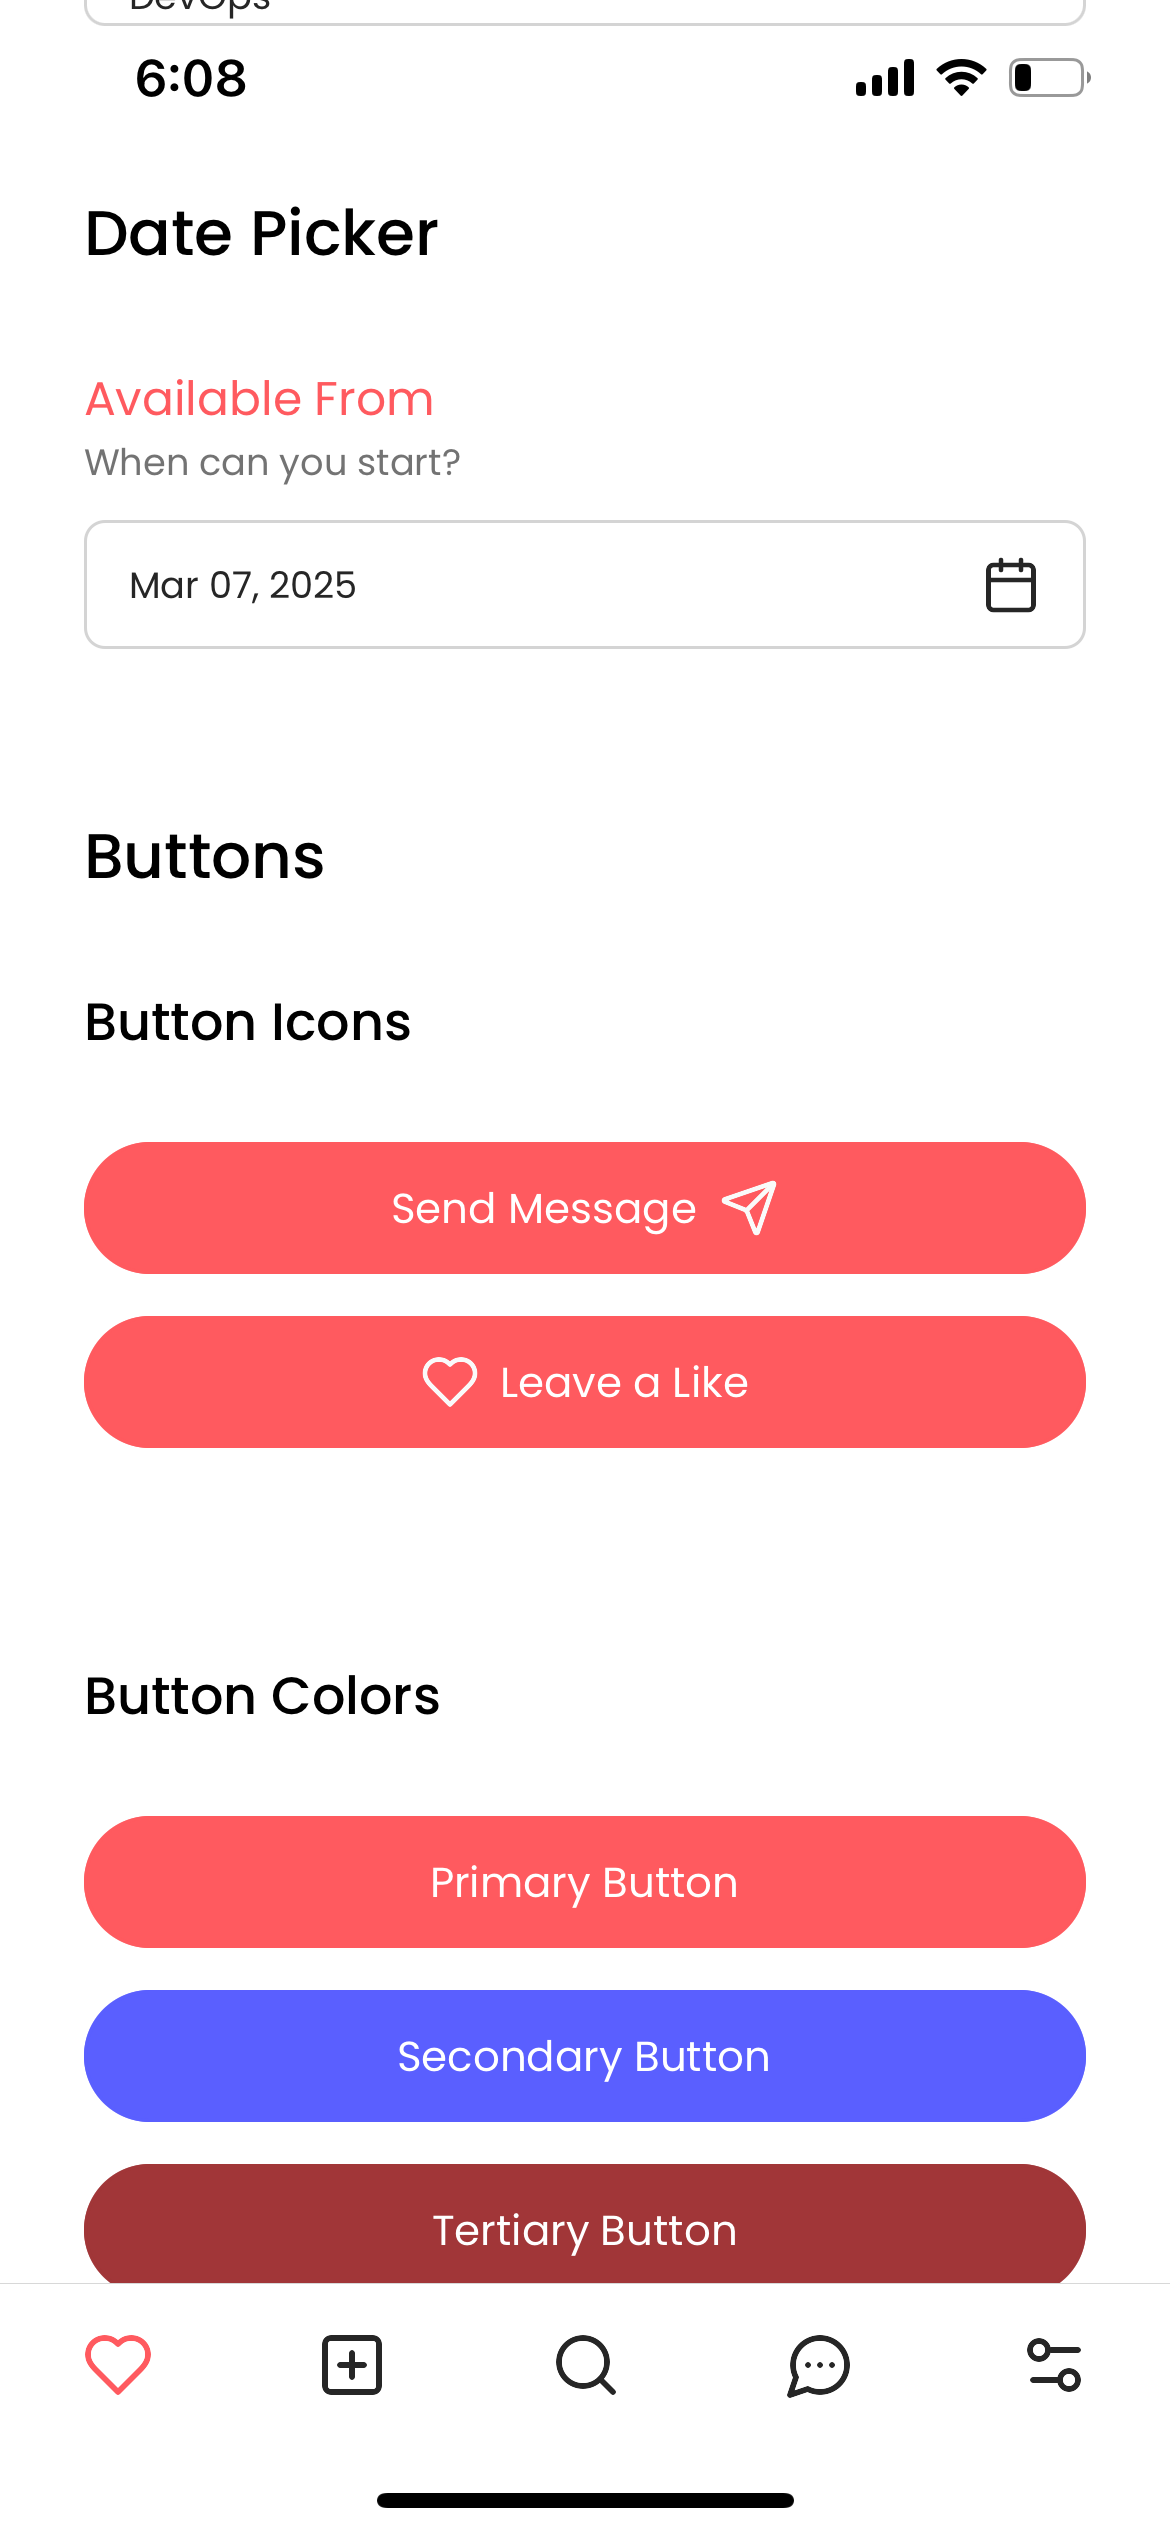 DevOps
6:08
Date Picker
Available From
When can you start?
Mar 07, 2025
Buttons
Button Icons
Send Message
Leave a Like
Button Colors
Primary Button
Secondary Button
Tertiary Button